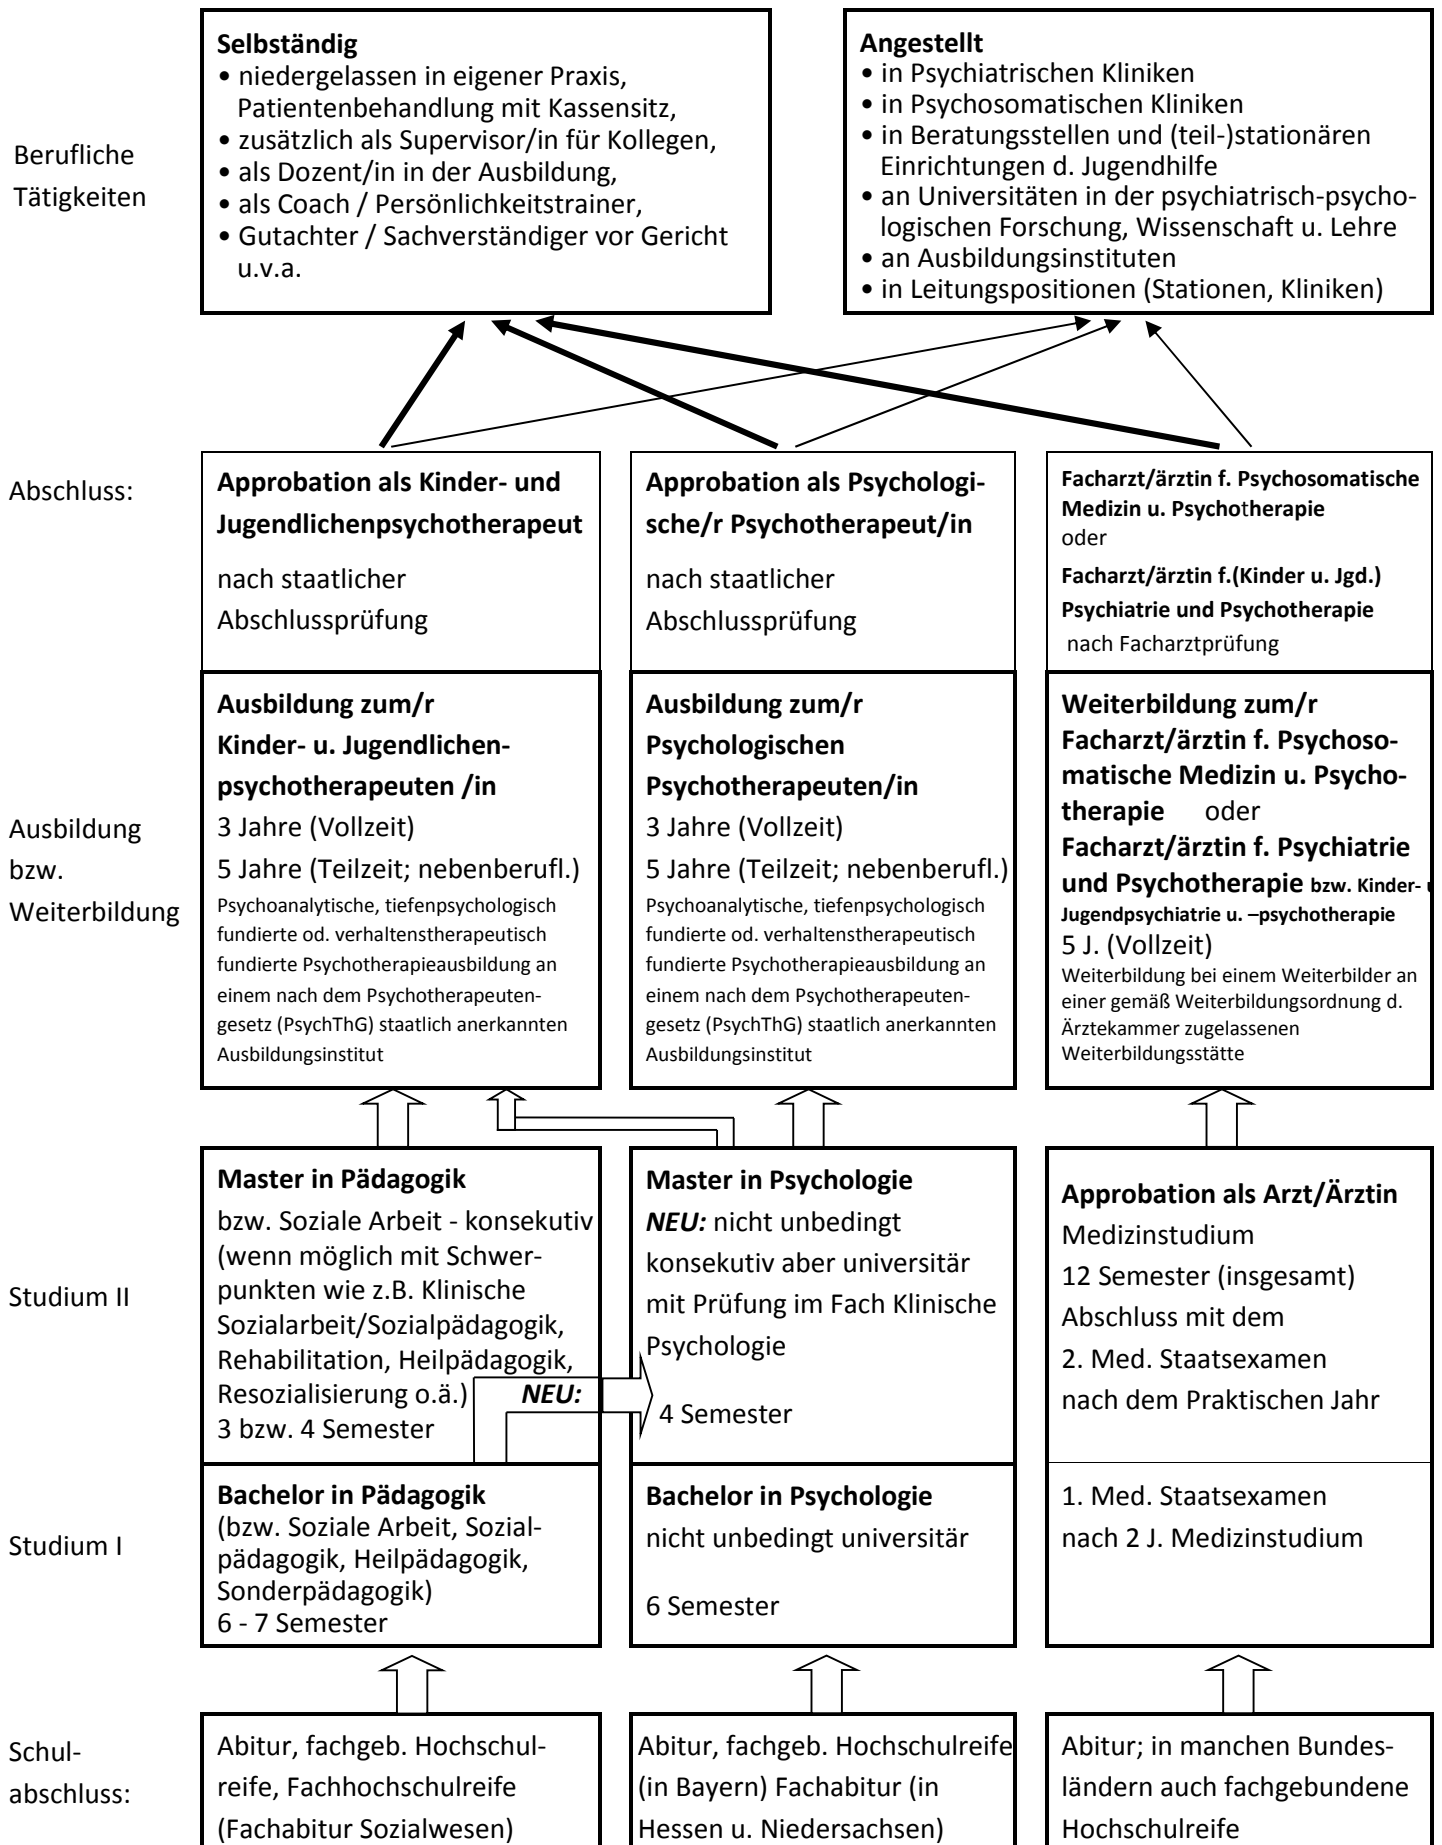 Berufliche
Tätigkeiten
Selbständig
• niedergelassen in eigener Praxis,
Patientenbehandlung mit Kassensitz,
• zusätzlich als Supervisor/in für Kollegen,
• als Dozent/in in der Ausbildung,
• als Coach / Persönlichkeitstrainer,
• Gutachter / Sachverständiger vor Gericht
u.v.a.
Angestellt
• in Psychiatrischen Kliniken
• in Psychosomatischen Kliniken
• in Beratungsstellen und (teil-)stationären
Einrichtungen d. Jugendhilfe
• an Universitäten in der psychiatrisch-psycho-
logischen Forschung, Wissenschaft u. Lehre
• an Ausbildungsinstituten
• in Leitungspositionen (Stationen, Kliniken)
Abschluss:
Approbation als Kinder- und
Jugendlichenpsychotherapeut
nach staatlicher
Abschlussprüfung
Approbation als Psychologi-
sche/r Psychotherapeut/in
nach staatlicher
Abschlussprüfung
Facharzt/ärztin f. Psychosomatische
Medizin u. Psychotherapie
oder
Facharzt/ärztin f.(Kinder u. Jgd.)
Psychiatrie und Psychotherapie
nach Facharztprüfung
Ausbildung
bzw.
Weiterbildung
Ausbildung zum/r
Kinder- u. Jugendlichen-
psychotherapeuten /in
3 Jahre (Vollzeit)
5 Jahre (Teilzeit; nebenberufl.)
Psychoanalytische, tiefenpsychologisch
fundierte od. verhaltenstherapeutisch
fundierte Psychotherapieausbildung an
einem nach dem Psychotherapeuten-
gesetz (PsychThG) staatlich anerkannten
Ausbildungsinstitut
Ausbildung zum/r
Psychologischen
Psychotherapeuten/in
3 Jahre (Vollzeit)
5 Jahre (Teilzeit; nebenberufl.)
Psychoanalytische, tiefenpsychologisch
fundierte od. verhaltenstherapeutisch
fundierte Psychotherapieausbildung an
einem nach dem Psychotherapeuten-
gesetz (PsychThG) staatlich anerkannten
Ausbildungsinstitut
Weiterbildung zum/r
Facharzt/ärztin f. Psychoso-
matische Medizin u. Psycho-
therapie oder
Facharzt/ärztin f. Psychiatrie
und Psychotherapie bzw. Kinder-
Jugendpsychiatrie u. –psychotherapie
5 J. (Vollzeit)
Weiterbildung bei einem Weiterbilder an
einer gemäß Weiterbildungsordnung d.
Ärztekammer zugelassenen
Weiterbildungsstätte
Studium II
Master in Pädagogik
bzw. Soziale Arbeit - konsekutiv
(wenn möglich mit Schwer-
punkten wie z.B. Klinische
Sozialarbeit/Sozialpädagogik,
Rehabilitation, Heilpädagogik,
Resozialisierung o.ä.) NEU:
3 bzw. 4 Semester
Master in Psychologie
NEU: nicht unbedingt
konsekutiv aber universitär
mit Prüfung im Fach Klinische
Psychologie
4 Semester
Approbation als Arzt/Ärztin
Medizinstudium
12 Semester (insgesamt)
Abschluss mit dem
2. Med. Staatsexamen
nach dem Praktischen Jahr
Studium I
Bachelor in Pädagogik
(bzw. Soziale Arbeit, Sozial-
pädagogik, Heilpädagogik,
Sonderpädagogik)
6 - 7 Semester
Bachelor in Psychologie
nicht unbedingt universitär
6 Semester
1. Med. Staatsexamen
nach 2 J. Medizinstudium
Schul-
abschluss:
Abitur, fachgeb. Hochschul-
reife, Fachhochschulreife
(Fachabitur Sozialwesen)
Abitur, fachgeb. Hochschulreife
(in Bayern) Fachabitur (in
Hessen u. Niedersachsen)
Abitur; in manchen Bundes-
ländern auch fachgebundene
Hochschulreife